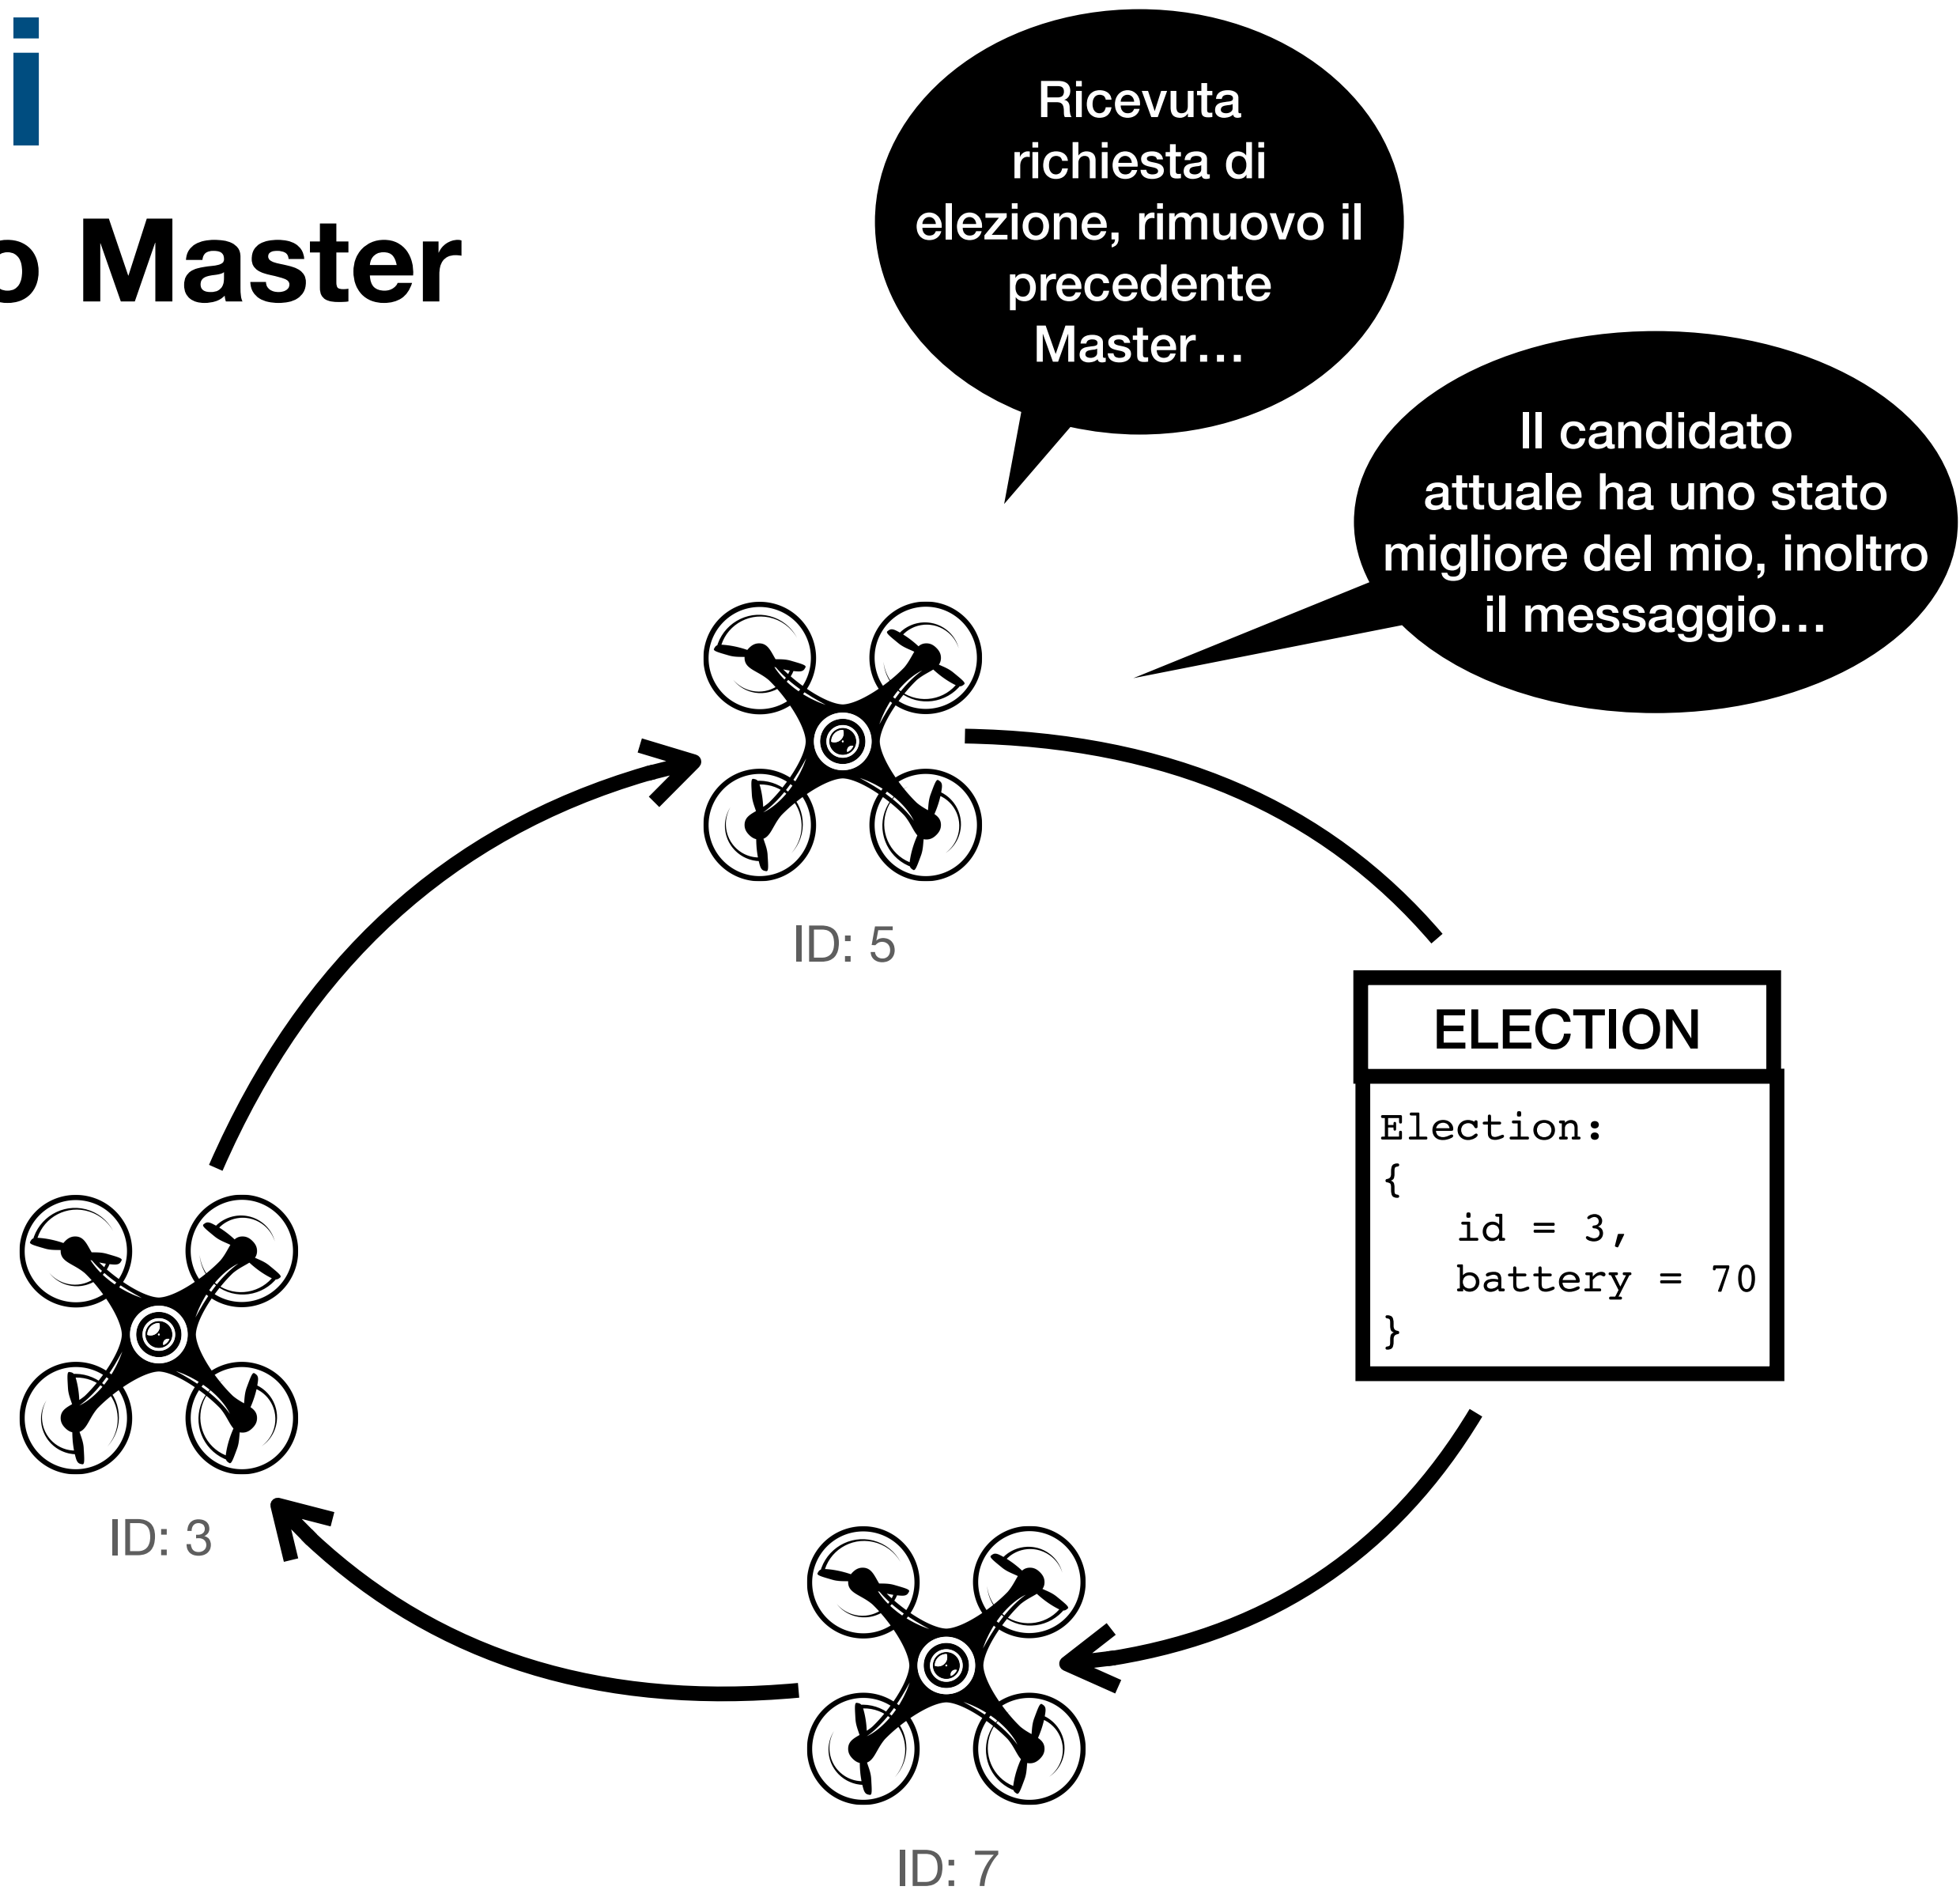 i
o Master
Ricevuta
richiesta di
elezione, rimuovo il
precedente
Master…
Il candidato
attuale ha uno stato
migliore del mio, inoltro
il messaggio…
ID: 5
ELECTION
Election:
{
id = 3,
battery = 70
}
ID: 3
ID: 7